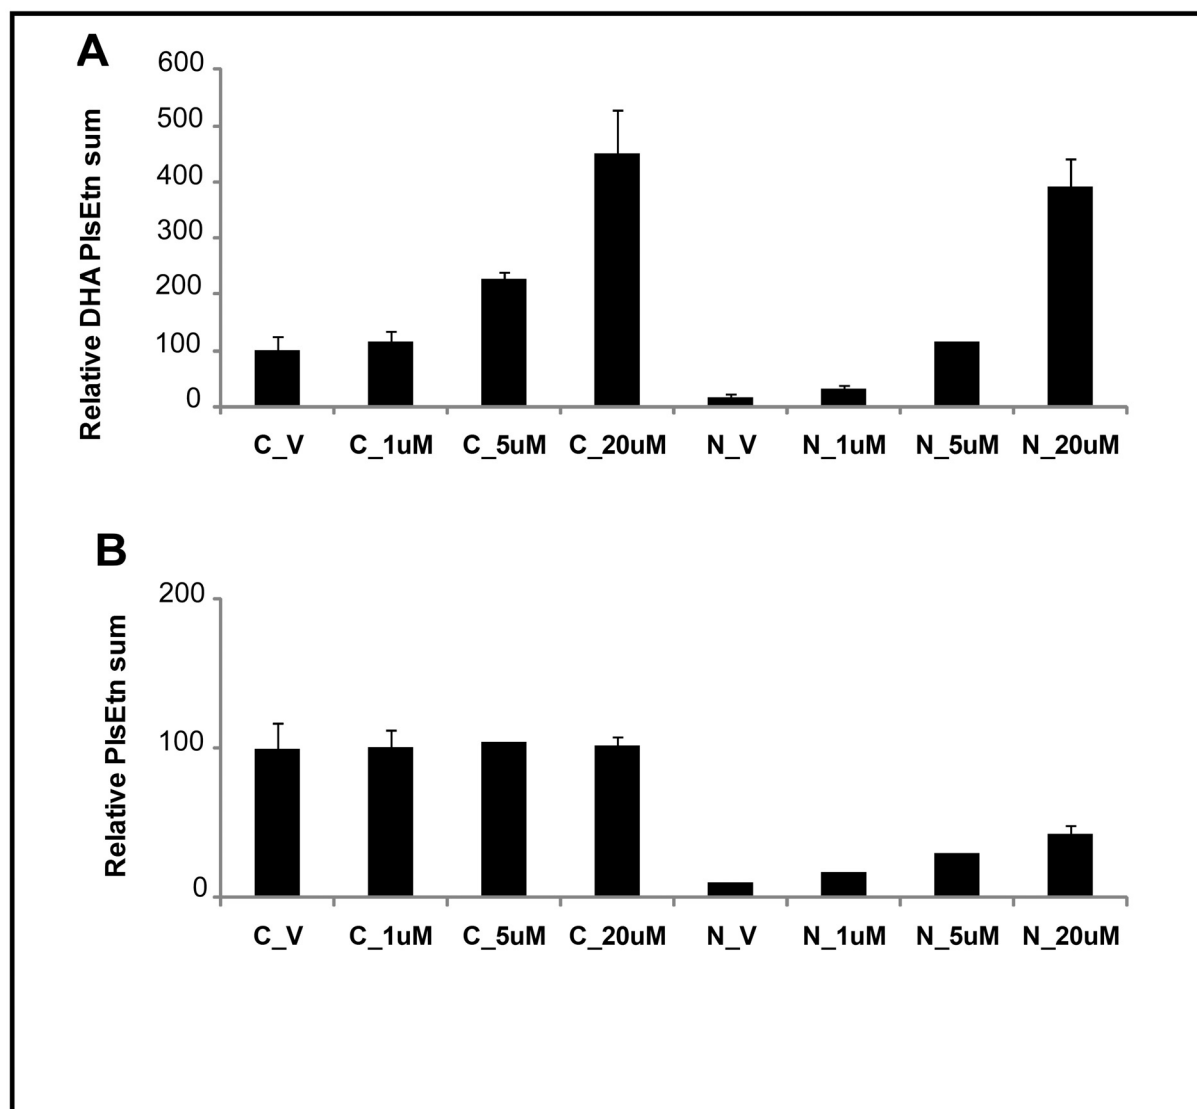 A
Relative DHA PlsEtn sum
600
500
400
300
200
100
0
C_V C_1uM C_5uM C_20uM N_V N_1uM N_5uM N_20uM
B
Relative PlsEtn sum
200
100
0
C_V C_1uM C_5uM C_20uM N_V N_1uM N_5uM N_20uM